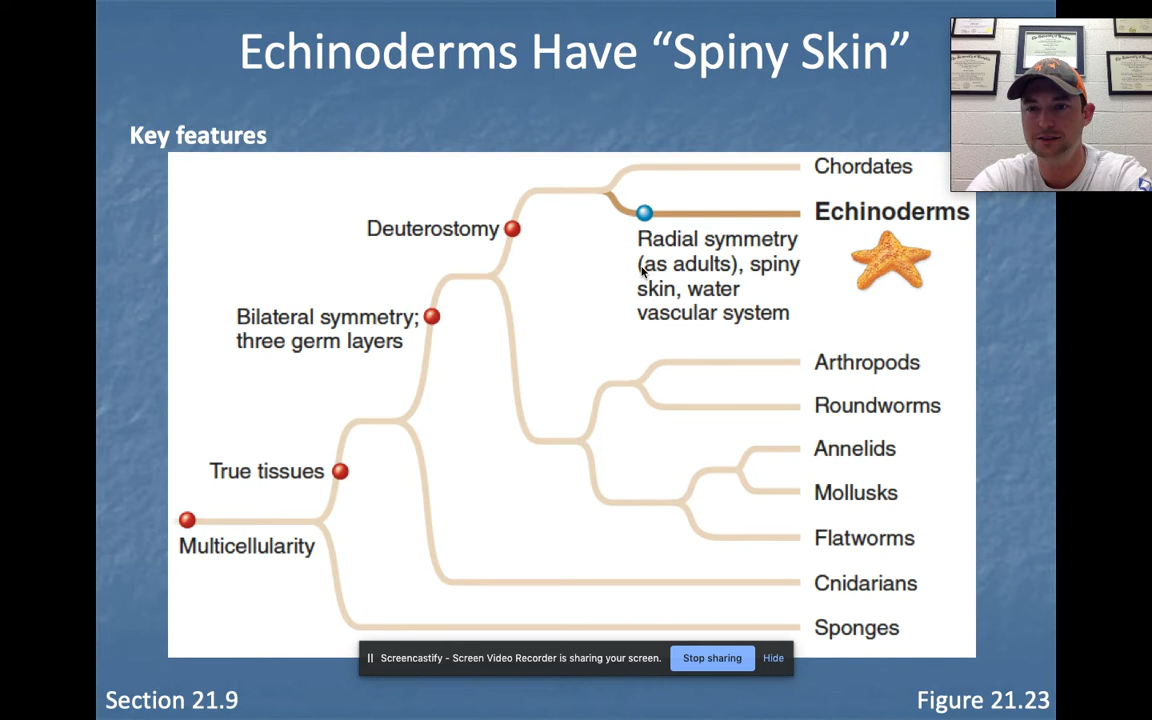 Echinoderms Have “Spiny Skin”
Key features
Chordates
Echinoderms
Deuterostomy
Radial symmetry
(as adults), spiny
skin, water
vascular system
Bilateral symmetry;
three germ layers
Arthropods
Roundworms
Annelids
True tissues
Mollusks
Multicellularity
Flatworms
Cnidarians
Sponges
Screencastify - Screen Video Recorder is sharing your screen.
Stop sharing
Hide
Section 21.9
Figure 21.23